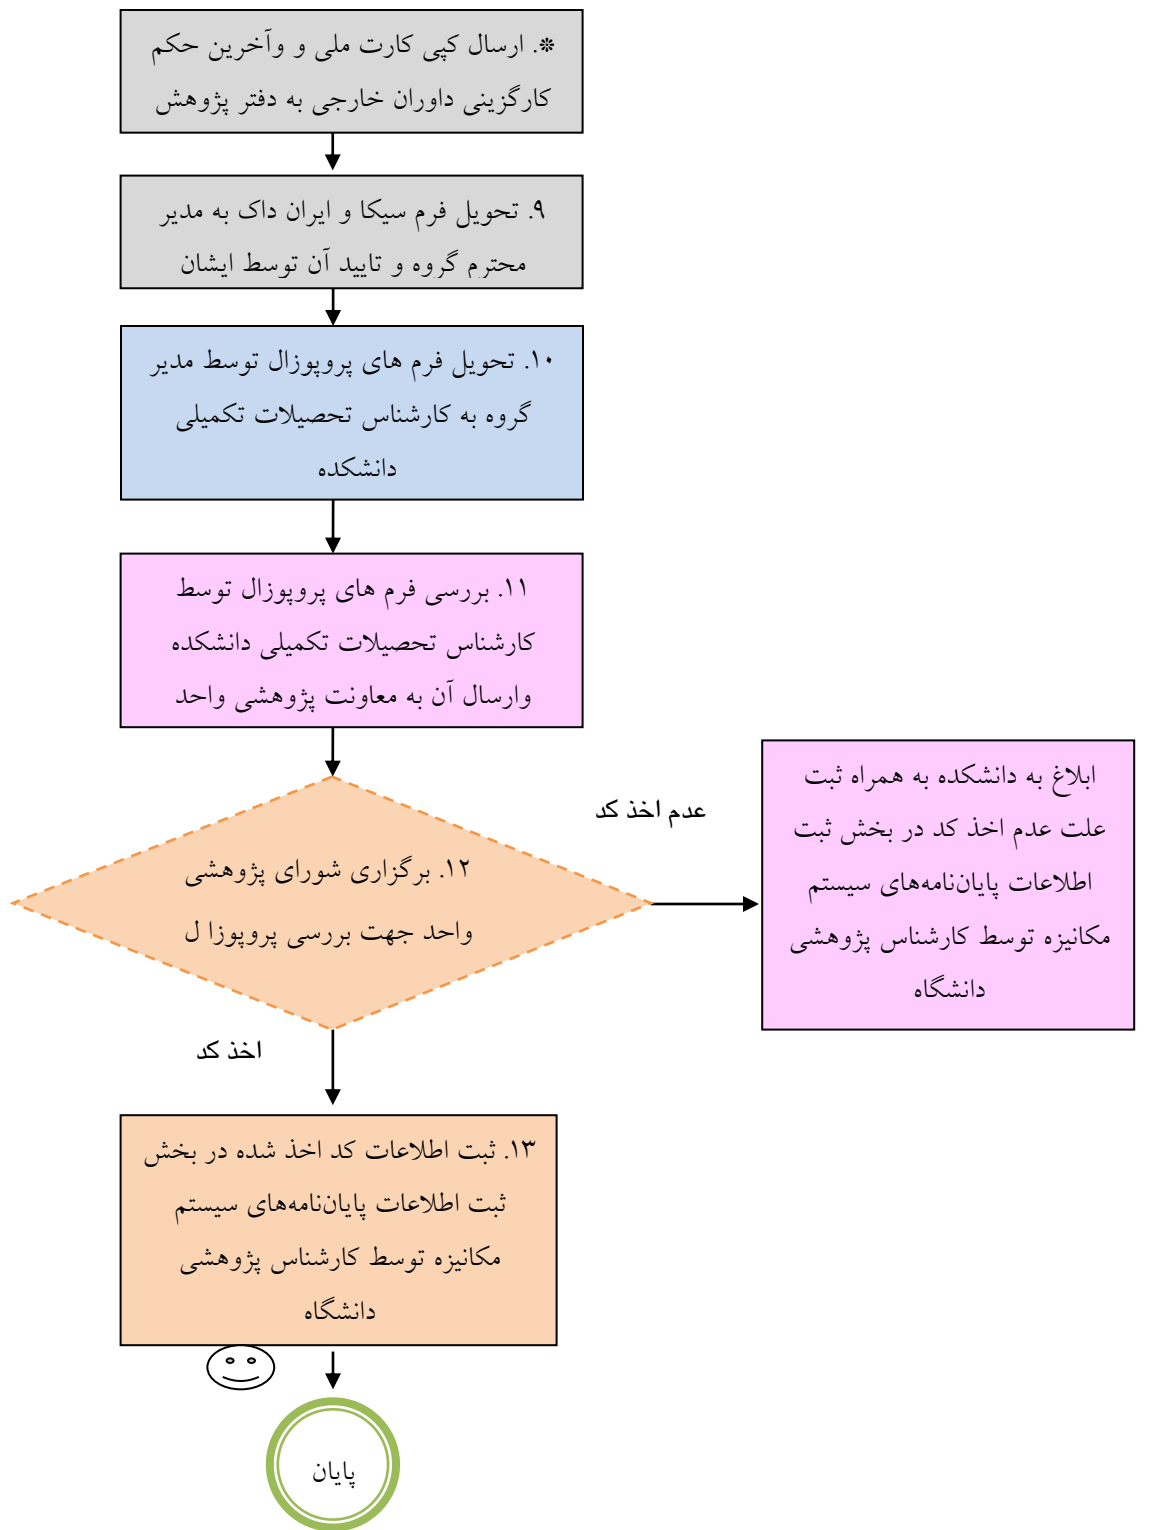 *. ارسال کپی کارت ملی و وآخرین حکم
کارگزینی داوران خارجی به دفتر پژوهش
۹. تحویل فرم سیکا و ایران داک به مدیر
محترم گروه و تایید آن توسط ایشان
۱۰. تحویل فرم های پروپوزال توسط مدیر
گروه به کارشناس تحصیلات تکمیلی
دانشکده
۱۱. بررسی فرم های پروپوزال توسط
کارشناس تحصیلات تکمیلی دانشکده
وارسال آن به معاونت پژوهشی واحد
ابلاغ به دانشکده به همراه ثبت
علت عدم اخذ کد در بخش ثبت
اطلاعات پایان‌نامه‌های سیستم
مکانیزه توسط کارشناس پژوهشی
دانشگاه
عدم اخذ کد
۱۲. برگزاری شورای پژوهشی
واحد جهت بررسی پروپوزا ل
اخذ کد
۱۳. ثبت اطلاعات کد اخذ شده در بخش
ثبت اطلاعات پایان‌نامه‌های سیستم
مکانیزه توسط کارشناس پژوهشی
دانشگاه
پایان